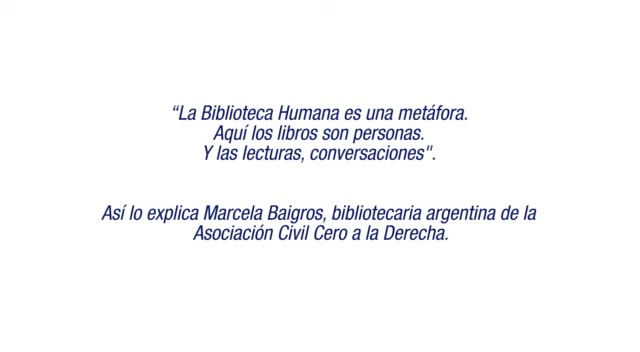 “La Biblioteca Humana es una metáfora.
Aquí los libros son personas.
Y las lecturas, conversaciones".
Así lo explica Marcela Baigros, bibliotecaria argentina de la
Asociación Civil Cero a la Derecha.